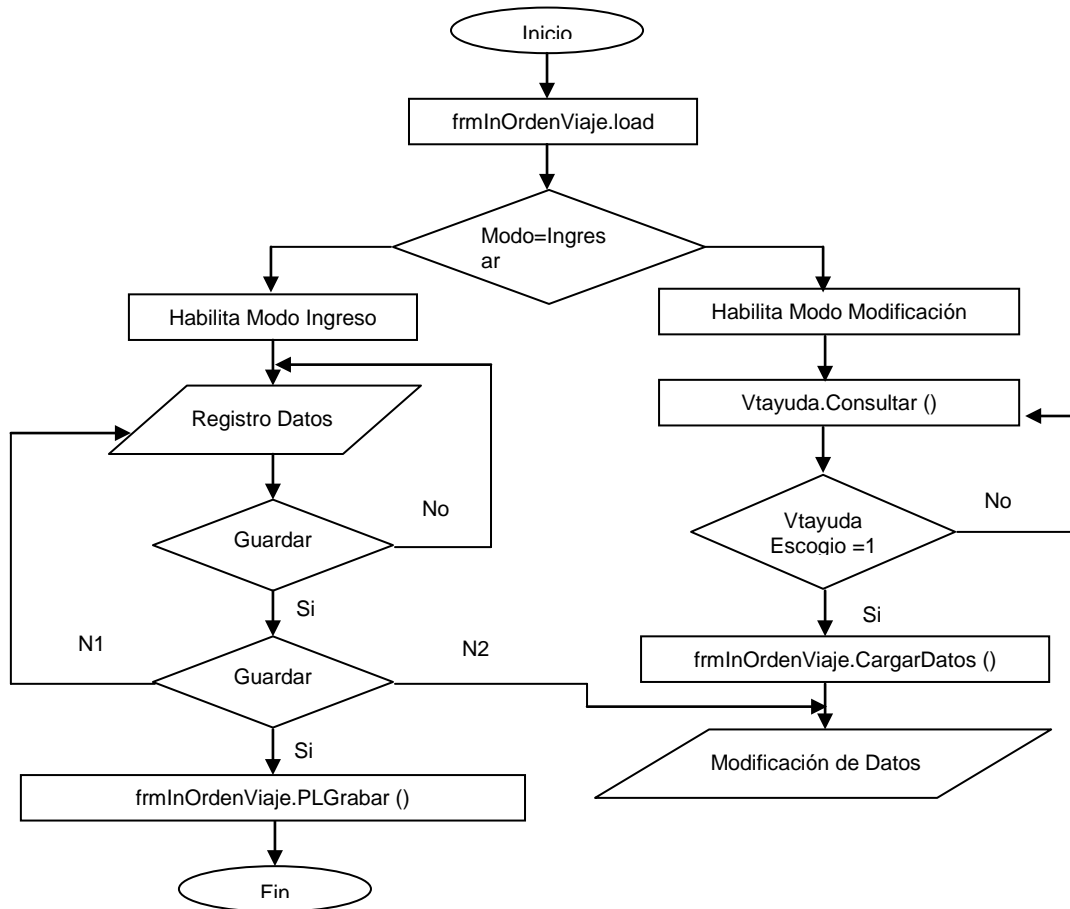 Inicio
frmInOrdenViaje.load
Modo=Ingres
ar
Habilita Modo Ingreso
Habilita Modo Modificación
Vtayuda.Consultar ()
Registro Datos
No
Guardar
Vtayuda
Escogio =1
No
Si
Si
N1
Guardar
N2
frmInOrdenViaje.CargarDatos ()
Si
Modificación de Datos
frmInOrdenViaje.PLGrabar ()
Fin